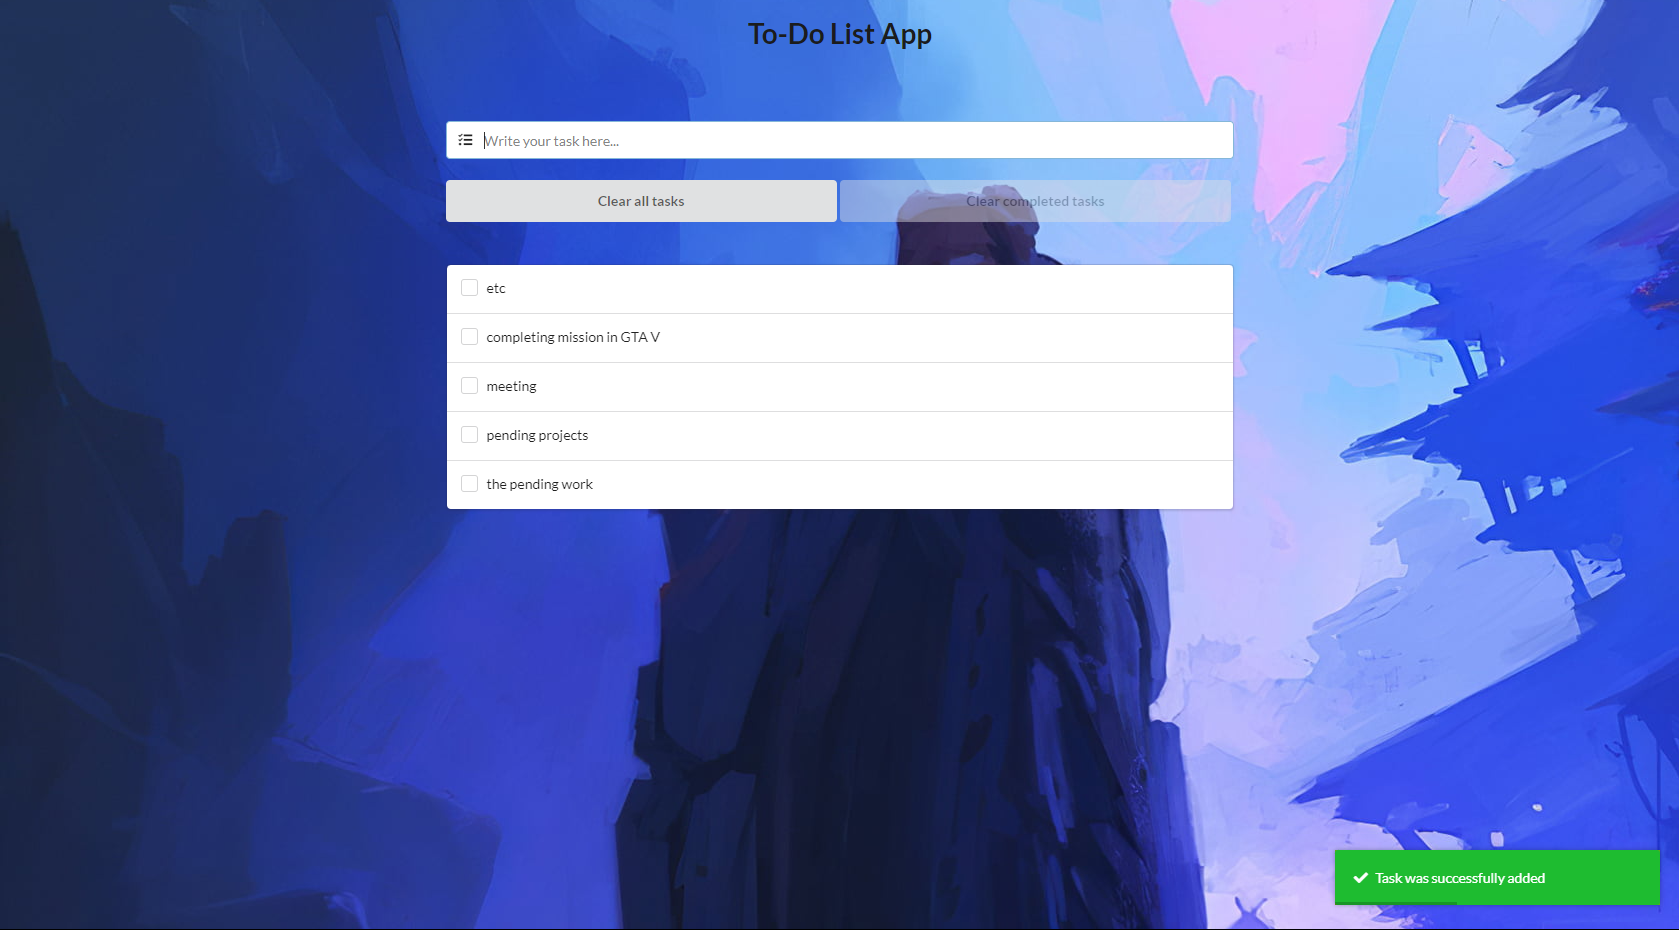 To-Do List App
Write your task here...
Clear all tasks
Clear completed tasks
etc
completing mission in GTA V
meeting
pending projects
the pending work
Task was successfully added